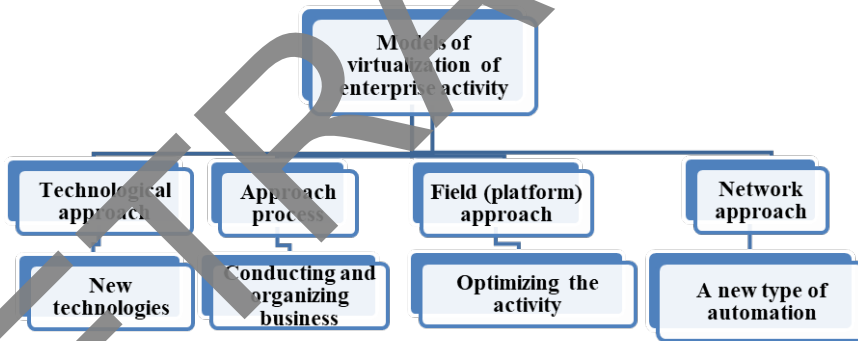 Models of
virtualization of
enterprise activity
Technological
approach
Approach
process
Field (platform)
approach
Network
approach
New
technologies
Conducting and
organizing
business
Optimizing the
activity
A new type of
automation